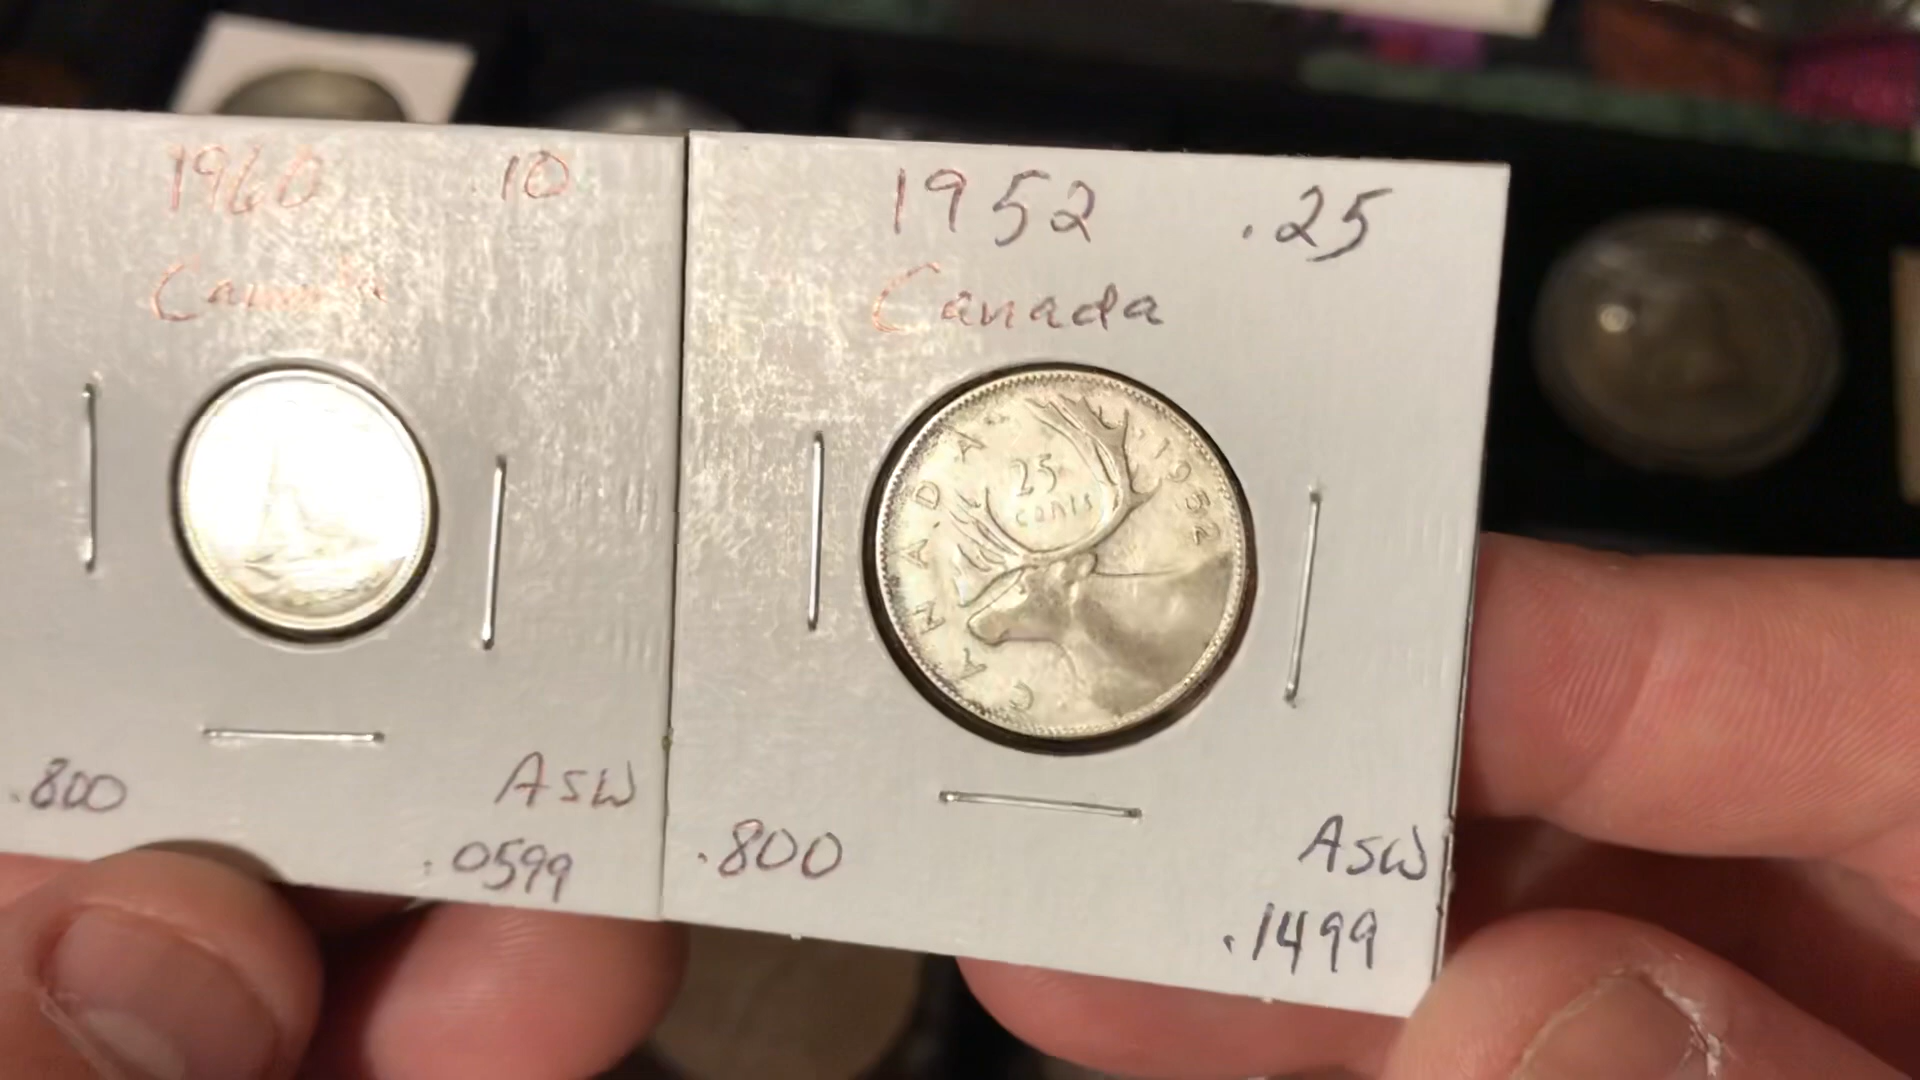 1960 .10
Canada
.800
ASW
.0599
1952 .25
Canada
25
cents
CANADA
1952
.800
ASW
.1499